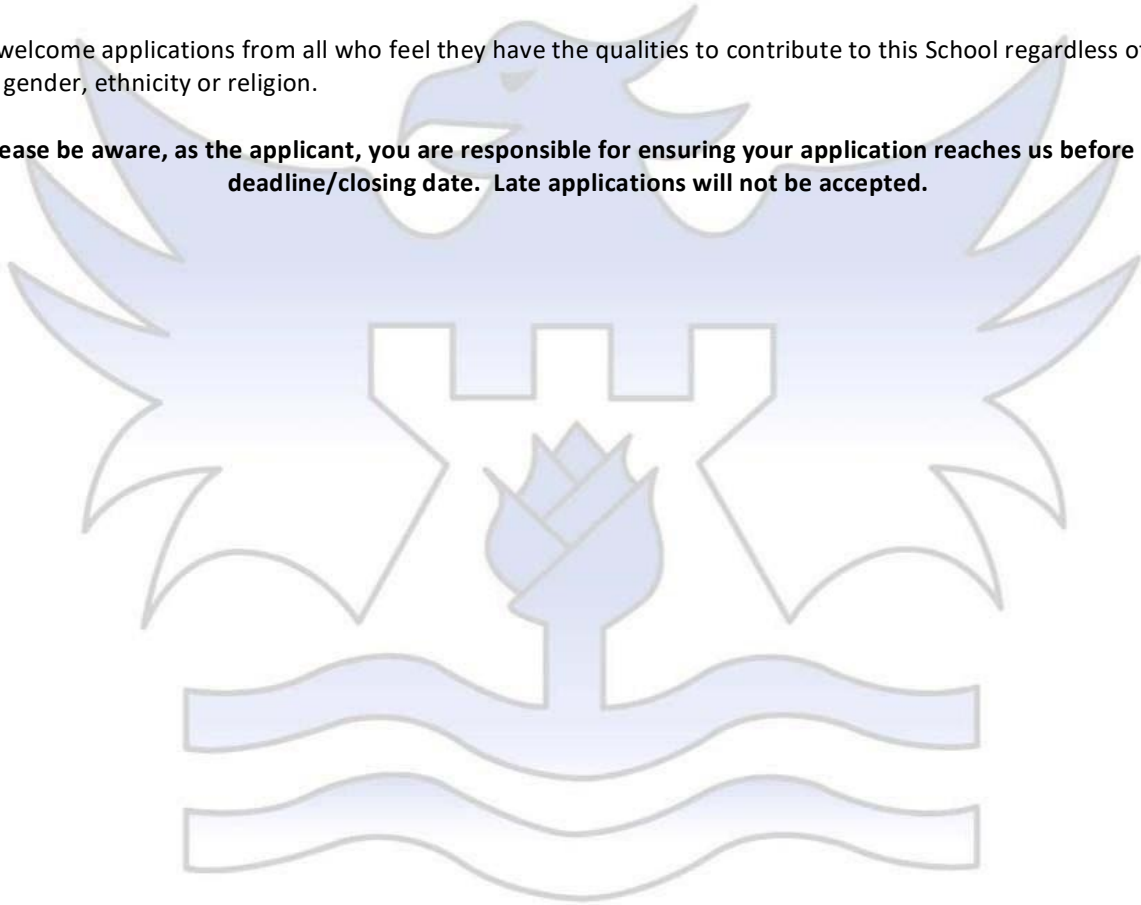 welcome applications from all who feel they have the qualities to contribute to this School regardless of
gender, ethnicity or religion.
ease be aware, as the applicant, you are responsible for ensuring your application reaches us before
deadline/closing date.  Late applications will not be accepted.